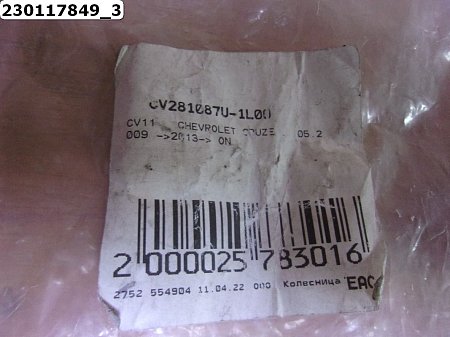 230117849_3
CV281087U-1L00
CV11 CHEVROLET CRUZE 05.2
009 ->2013-> ON
2 000025 783016
2752 554904 11.04.22 ООО Колесница EAC